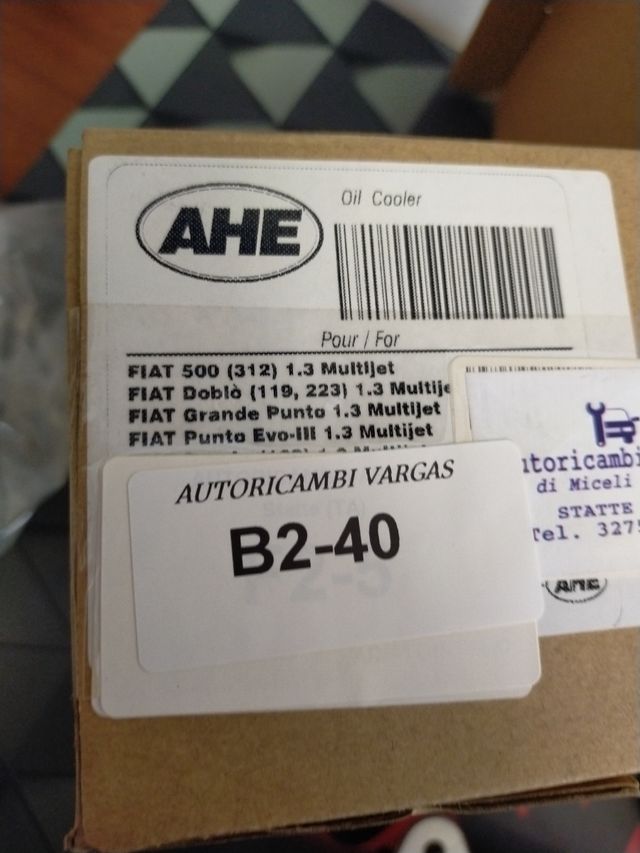 AHE
Oil Cooler
Pour / For
FIAT 500 (312) 1.3 Multijet
FIAT Doblò (119, 223) 1.3 Multije
FIAT Grande Punto 1.3 Multijet
FIAT Punto Evo-III 1.3 Multijet
utoricambi
di Miceli
STATTE
Tel. 3275
AUTORICAMBI VARGAS
B2-40
AHE